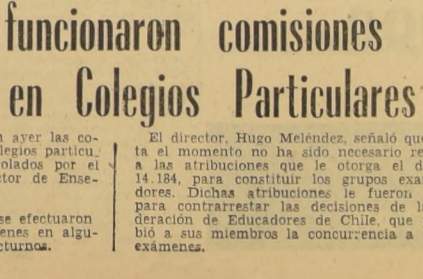 funcionaron comisiones
en Colegios Particulares
n ayer las co-
legios particu.
olados por el
ctor de Ense-
se efectuaron
enes en algu-
cturnos.
El director, Hugo Meléndez, señaló que
ta el momento no ha sido necesario re
a las atribuciones que le otorga el d
14.184, para constituir los grupos exa
dores. Dichas atribuciones le fueron
para contrarrestar las decisiones de l
deración de Educadores de Chile, que
bió a sus miembros la concurrencia a
exámenes.